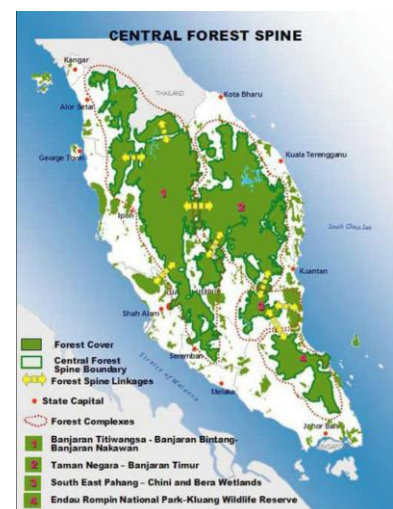 CENTRAL FOREST SPINE
Kangar
THAILAND
Alor Setar
Kota Bharu
George Town
Kuala Terengganu
1
2
Ipoh
South China Sea
Kuantan
3
Shah Alam
Seremban
4
Melaka
Straits of Malacca
Johor Bahru
Forest Cover
Central Forest
Spine Boundary
Forest Spine Linkages
State Capital
Forest Complexes
1 Banjaran Titiwangsa - Banjaran Bintang-
Banjaran Nakawan
2 Taman Negara – Banjaran Timur
3 South East Pahang – Chini and Bera Wetlands
4 Endau Rompin National Park–Kluang Wildlife Reserve